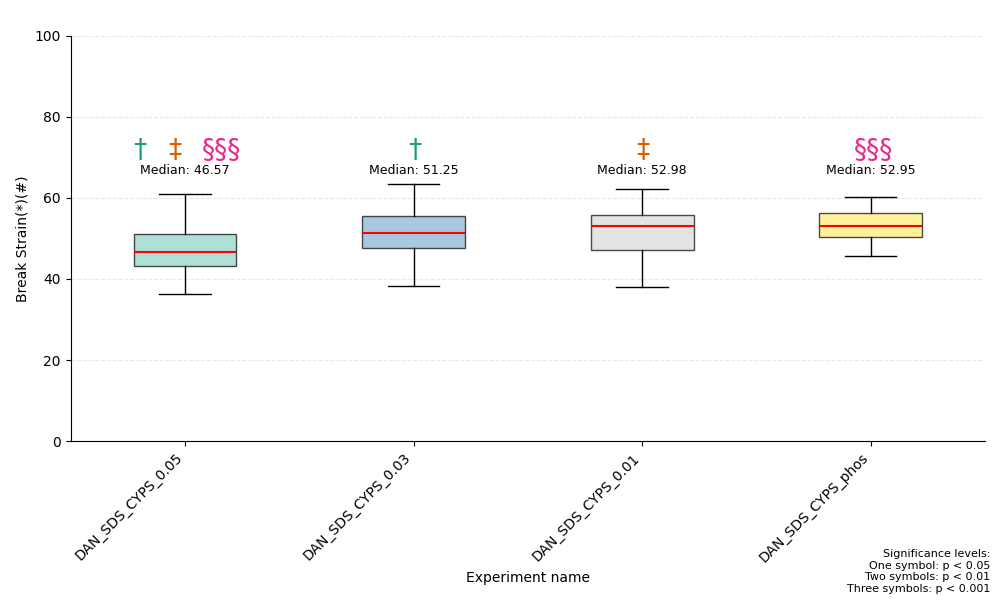 100
80
60
40
20
0
Break Strain(*)(#)
† ‡ §§§
† 
‡
§§§
Median: 46.57
Median: 51.25
Median: 52.98
Median: 52.95
DAN_SDS_CYPS_0.05
DAN_SDS_CYPS_0.03
DAN_SDS_CYPS_0.01
DAN_SDS_CYPS_phos
Experiment name
Significance levels:
One symbol: p < 0.05
Two symbols: p < 0.01
Three symbols: p < 0.001